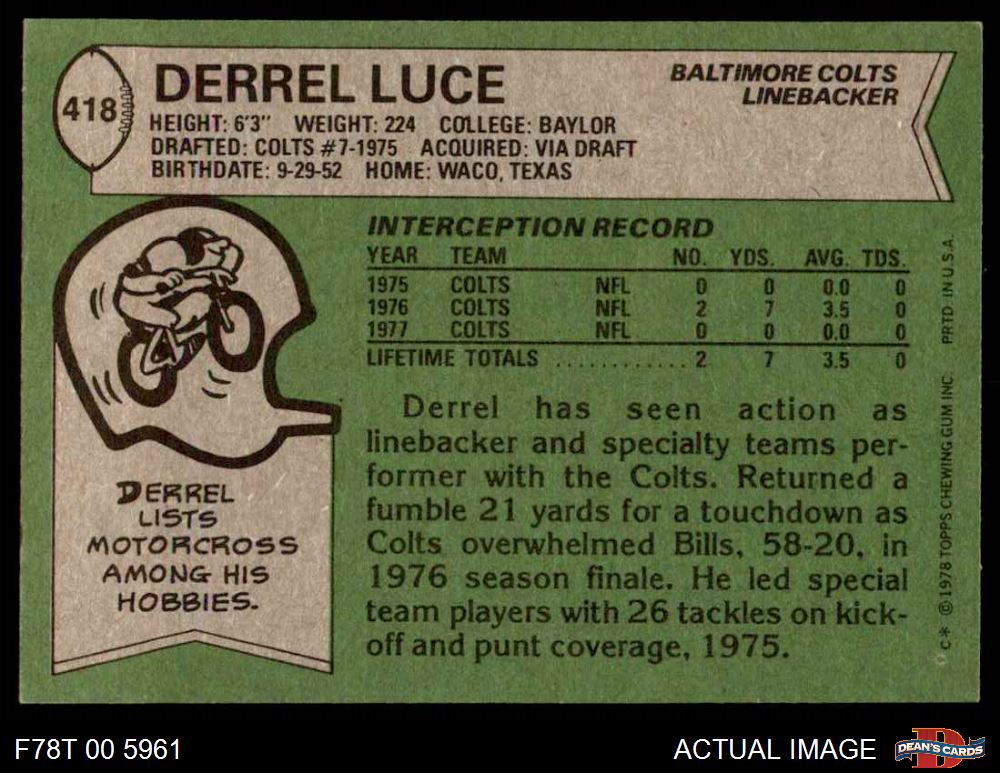 418
DERREL LUCE
BALTIMORE COLTS
LINEBACKER
HEIGHT: 6'3" WEIGHT: 224 COLLEGE: BAYLOR
DRAFTED: COLTS #7-1975 ACQUIRED: VIA DRAFT
BIRTHDATE: 9-29-52 HOME: WACO, TEXAS
INTERCEPTION RECORD
YEAR TEAM NO. YDS. AVG. TDS.
1975 COLTS NFL 0 0 0.0 0
1976 COLTS NFL 2 7 3.5 0
1977 COLTS NFL 0 0 0.0 0
LIFETIME TOTALS ............ 2 7 3.5 0
Derrel has seen action as
linebacker and specialty teams per-
former with the Colts. Returned a
fumble 21 yards for a touchdown as
Colts overwhelmed Bills, 58-20, in
1976 season finale. He led special
team players with 26 tackles on kick-
off and punt coverage, 1975.
DERREL
LISTS
MOTORCROSS
AMONG HIS
HOBBIES.
C* © 1978 TOPPS CHEWING GUM INC. PRTD. IN U.S.A.
F78T 00 5961
ACTUAL IMAGE
D
DEAN'S CARDS